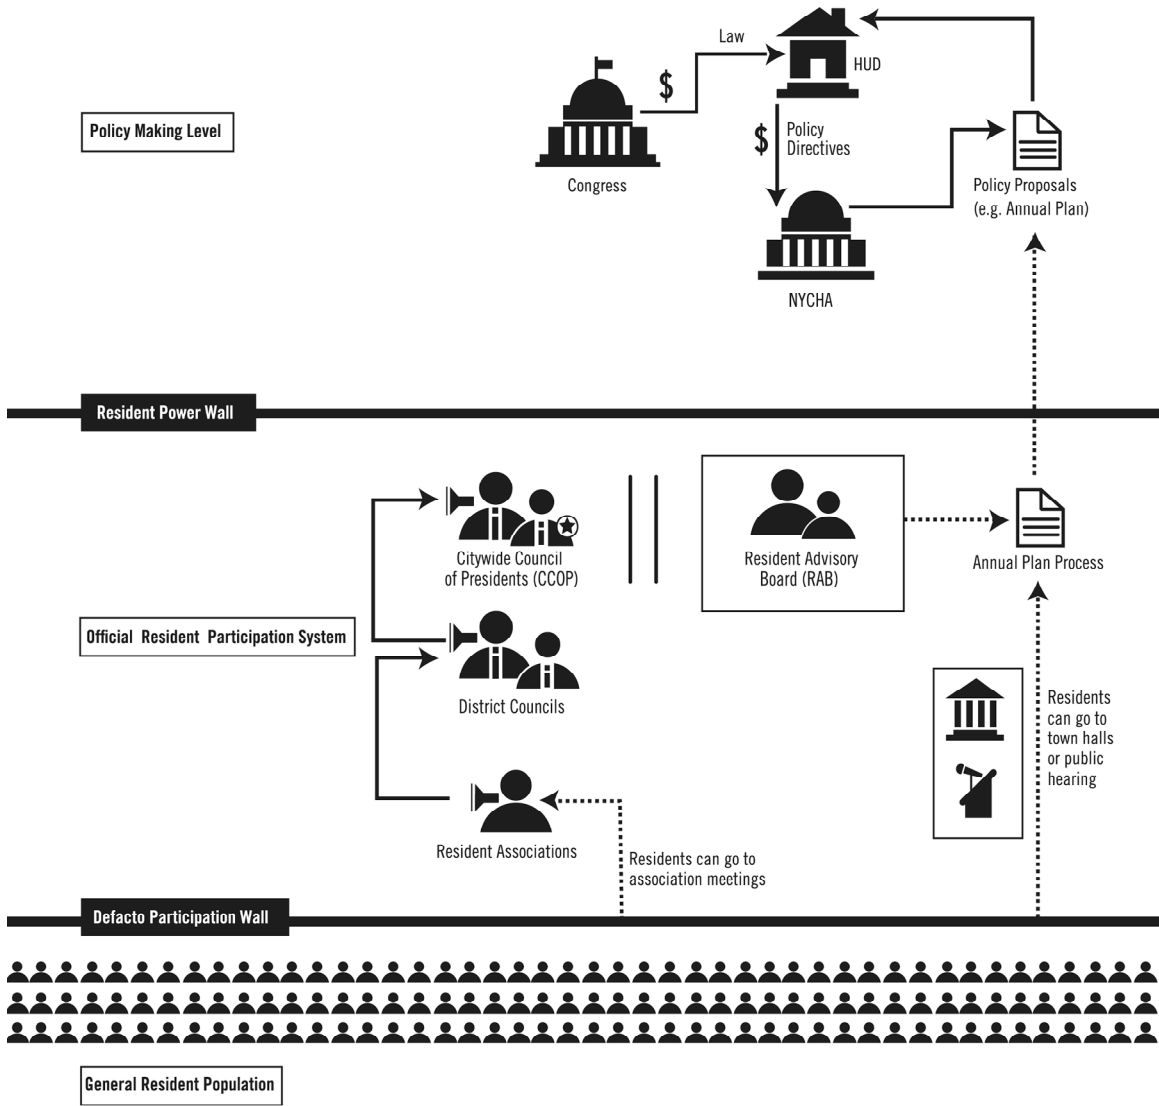 Law
HUD
$
Policy Making Level
$
Policy
Directives
Congress
Policy Proposals
(e.g. Annual Plan)
NYCHA
Resident Power Wall
Citywide Council
of Presidents (CCOP)
Resident Advisory
Board (RAB)
Annual Plan Process
Official Resident Participation System
District Councils
Residents
can go to
town halls
or public
hearing
Resident Associations
Residents can go to
association meetings
Defacto Participation Wall
General Resident Population